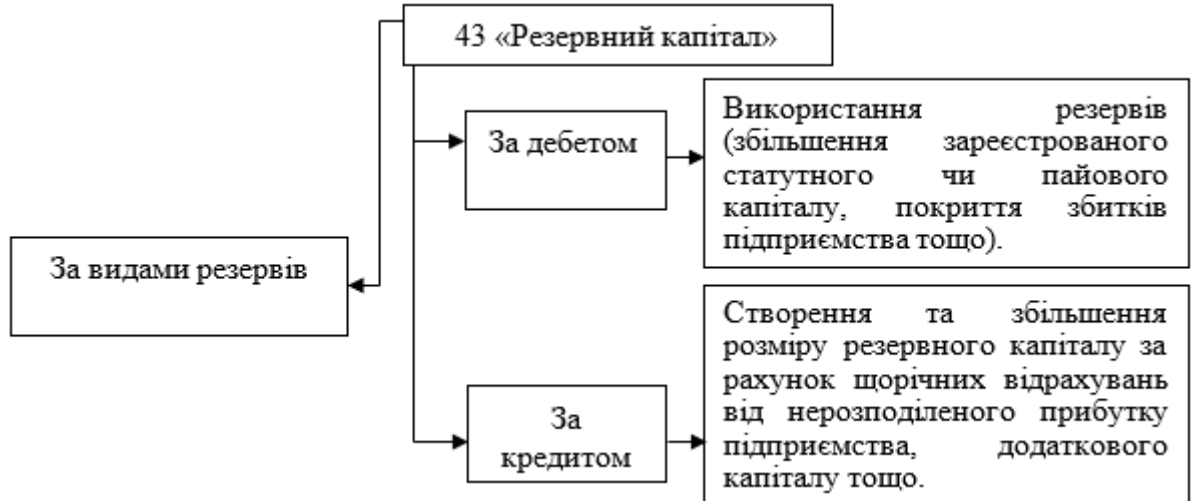 43 «Резервний капітал»
За дебетом
Використання резервів
(збільшення зареєстрованого
статутного чи пайового
капіталу, покриття збитків
підприємства тощо).
За видами резервів
Створення та збільшення
розміру резервного капіталу за
рахунок щорічних відрахувань
від нерозподіленого прибутку
підприємства, додаткового
капіталу тощо.
За
кредитом